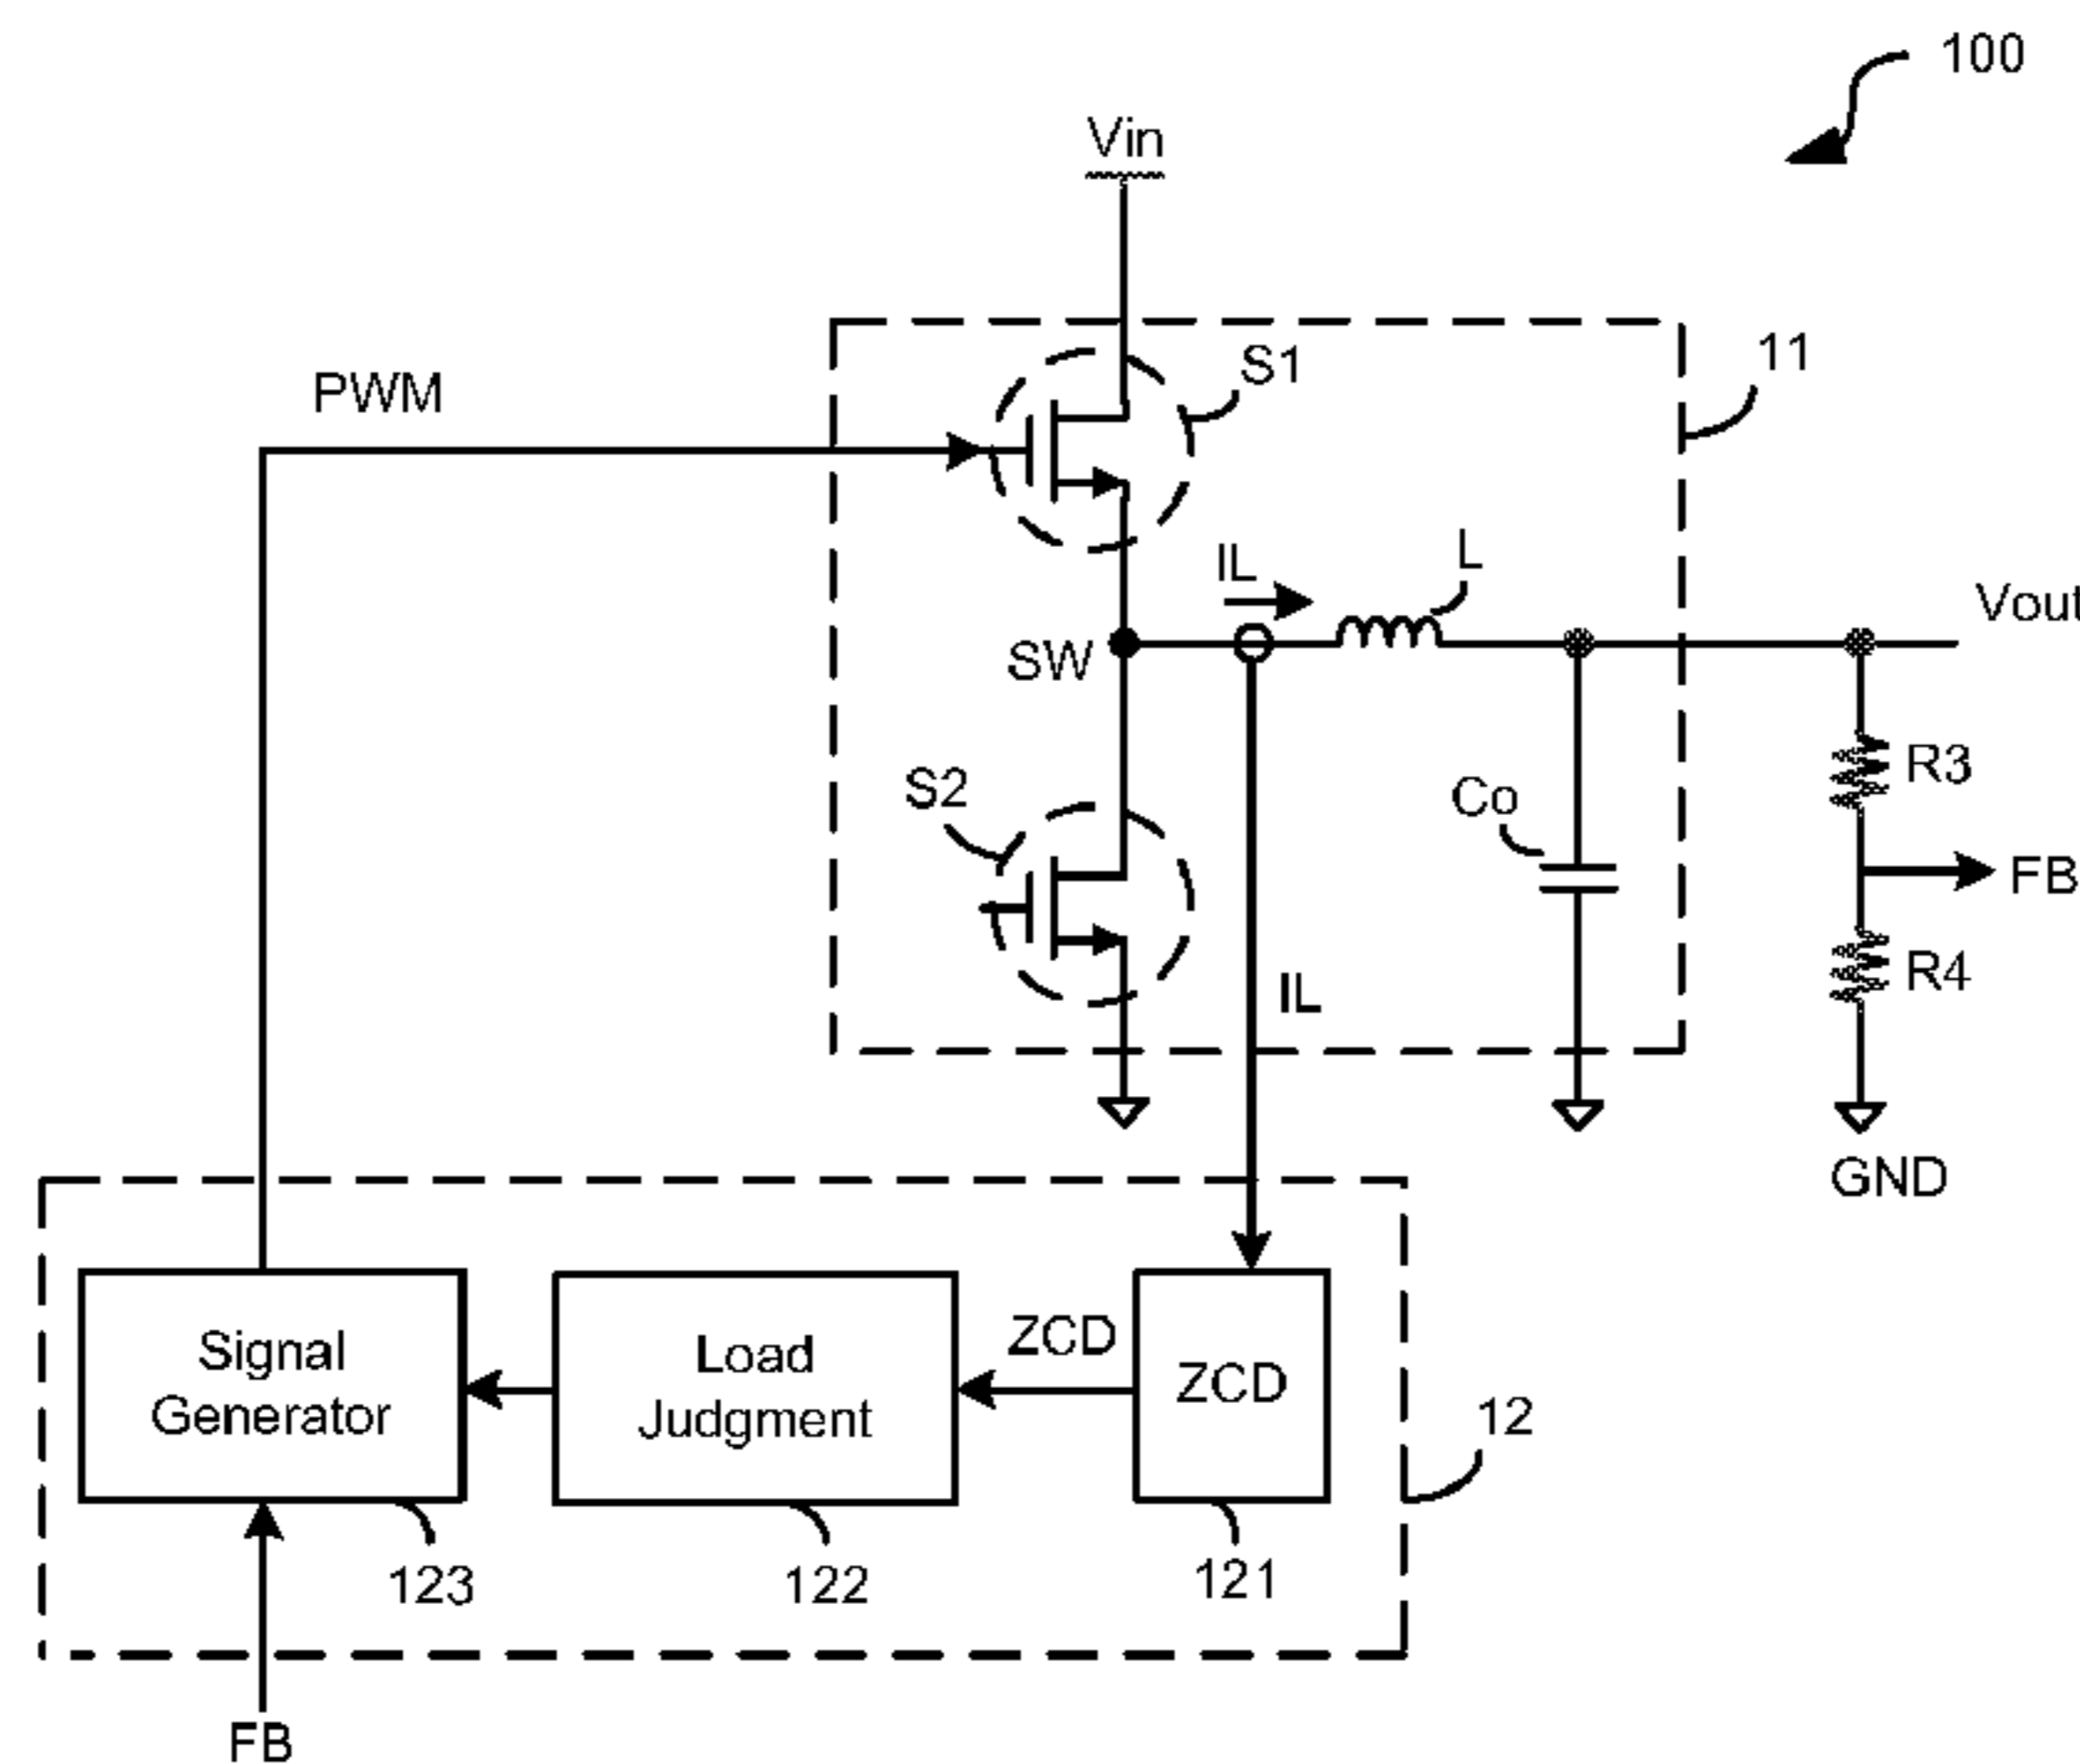 100
Vin
S1
11
PWM
IL
L
Vout
SW
S2
Co
R3
FB
IL
R4
GND
Signal
Generator
Load
Judgment
ZCD
ZCD
12
123
122
121
FB